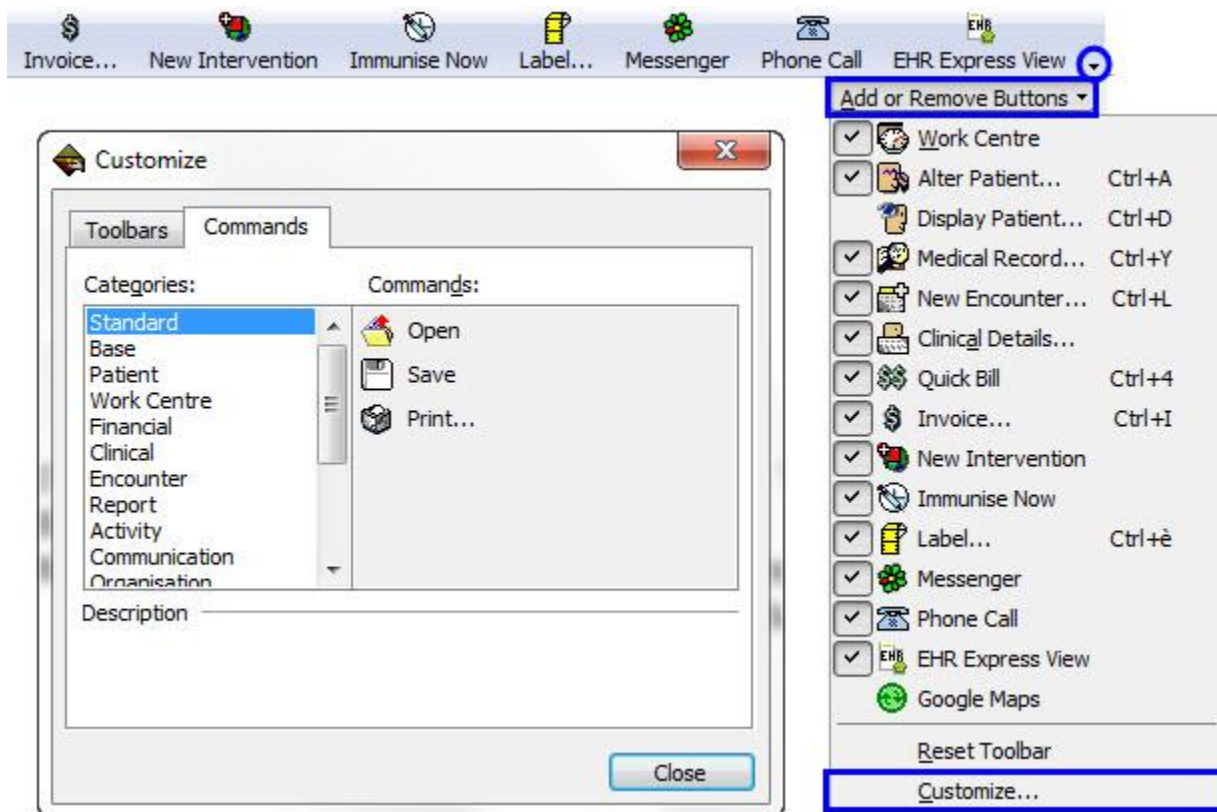 Invoice... New Intervention Immunise Now Label... Messenger Phone Call EHR Express View
EHR
Add or Remove Buttons
Customize
Toolbars Commands
Categories: Commands:
Standard
Base
Patient
Work Centre
Financial
Clinical
Encounter
Report
Activity
Communication
Organisation
Open
Save
Print...
Description
Close
Work Centre
Alter Patient... Ctrl+A
Display Patient... Ctrl+D
Medical Record... Ctrl+Y
New Encounter... Ctrl+L
Clinical Details...
Quick Bill Ctrl+4
Invoice... Ctrl+I
New Intervention
Immunise Now
Label... Ctrl+è
Messenger
Phone Call
EHR EHR Express View
Google Maps
Reset Toolbar
Customize...